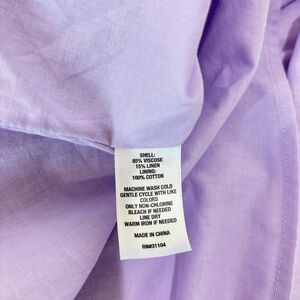 SHELL:
85% VISCOSE
15% LINEN
LINING:
100% COTTON
MACHINE WASH COLD
GENTLE CYCLE WITH LIKE
COLORS
ONLY NON-CHLORINE
BLEACH IF NEEDED
LINE DRY
WARM IRON IF NEEDED
MADE IN CHINA
RN#31104